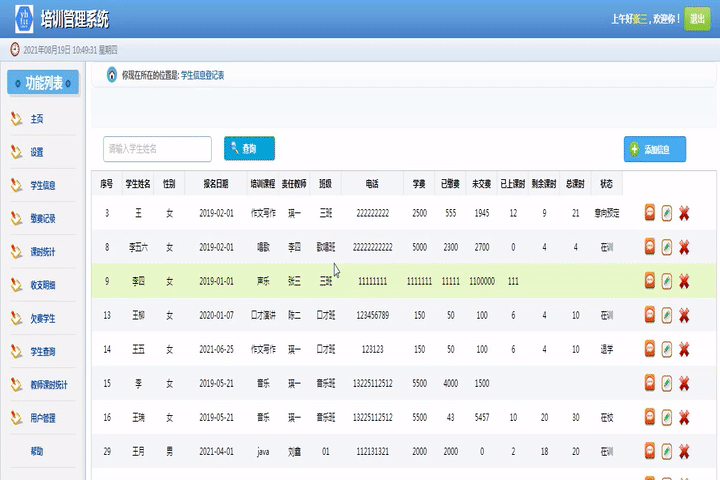 培训管理系统
上午好张三 , 欢迎你 ! 退出
2021年08月19日 10:49:31 星期四
功能列表
主页
设置
学生信息
缴费记录
课时统计
收支明细
欠费学生
学生查询
教师课时统计
用户管理
帮助
你现在所在的位置是: 学生信息登记表
请输入学生姓名 查询 添加信息
序号 学生姓名 性别 报名日期 培训课程 责任教师 班级 电话 学费 已缴费 未交费 已上课时 剩余课时 总课时 状态
3 王 女 2019-02-01 作文写作 琪一 三班 222222222 2500 555 1945 12 9 21 意向预定
8 李五六 女 2019-02-01 唱歌 李四 歌唱班 22222222222 5000 2300 2700 0 4 4 在训
9 李四 女 2019-01-01 声乐 张三 三班 11111111 1111111 11111 1100000 111
13 王柳 女 2020-01-07 口才演讲 陈二 口才班 123456789 150 50 100 6 4 10 在训
14 王五 女 2021-06-25 作文写作 琪一 口才班 123123 150 50 100 6 4 10 退学
15 李 女 2019-05-21 音乐 琪一 音乐班 13225112512 5500 4000 1500
16 王琦 女 2019-05-21 音乐 琪一 音乐班 13225112512 5500 43 5457 10 20 30 在校
29 王月 男 2021-04-01 java 刘鑫 01 112131321 2000 2000 0 2 18 20 在训